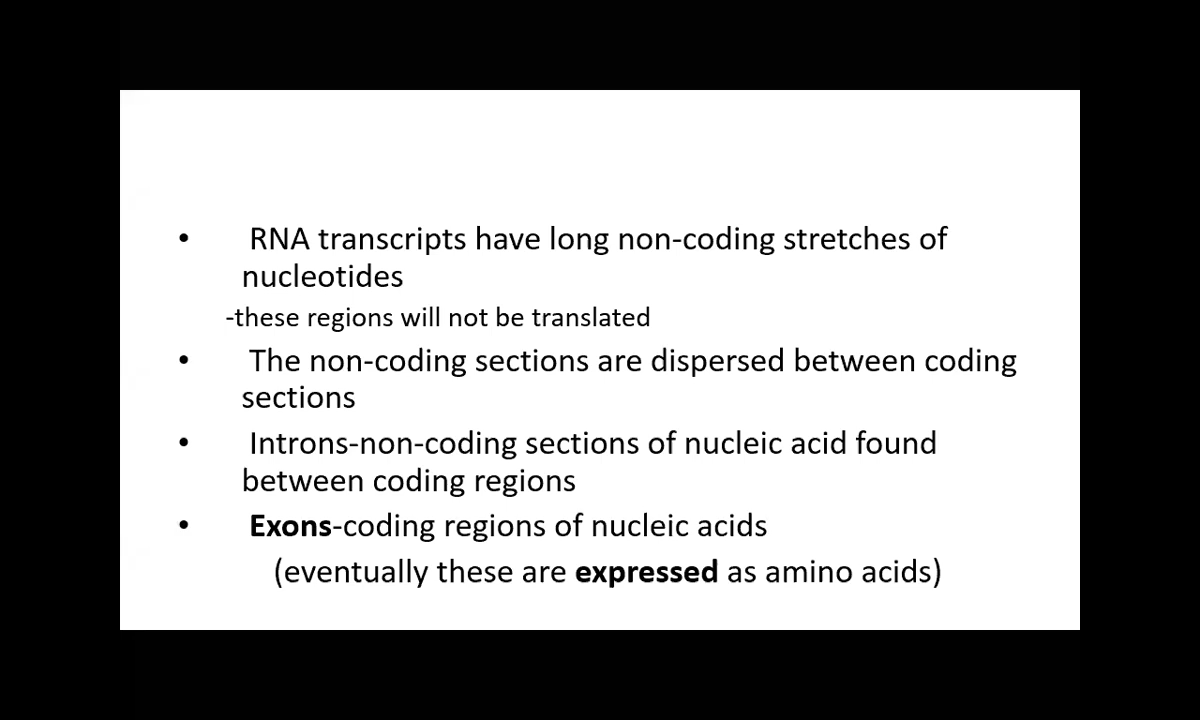 • RNA transcripts have long non-coding stretches of
nucleotides
-these regions will not be translated
• The non-coding sections are dispersed between coding
sections
• Introns-non-coding sections of nucleic acid found
between coding regions
• Exons-coding regions of nucleic acids
(eventually these are expressed as amino acids)